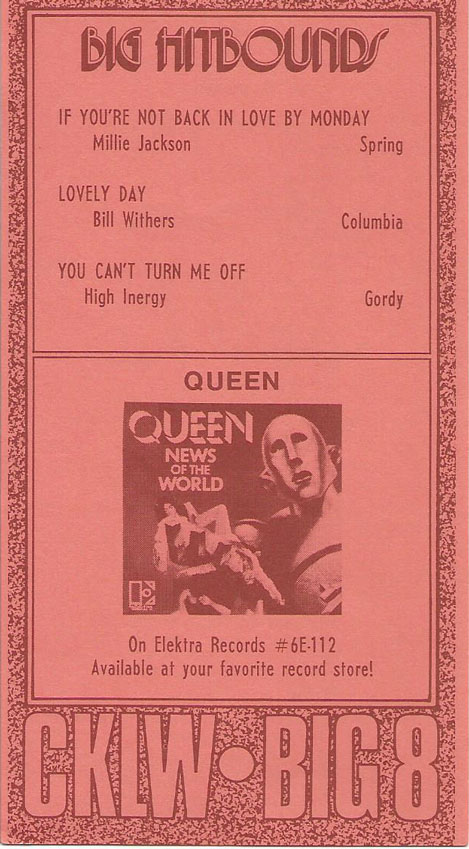 BIG HITBOUNDS
IF YOU'RE NOT BACK IN LOVE BY MONDAY
Millie Jackson Spring
LOVELY DAY
Bill Withers Columbia
YOU CAN'T TURN ME OFF
High Inergy Gordy
QUEEN
QUEEN
NEWS
OF THE
WORLD
On Elektra Records #6E-112
Available at your favorite record store!
CKLW•BIG 8